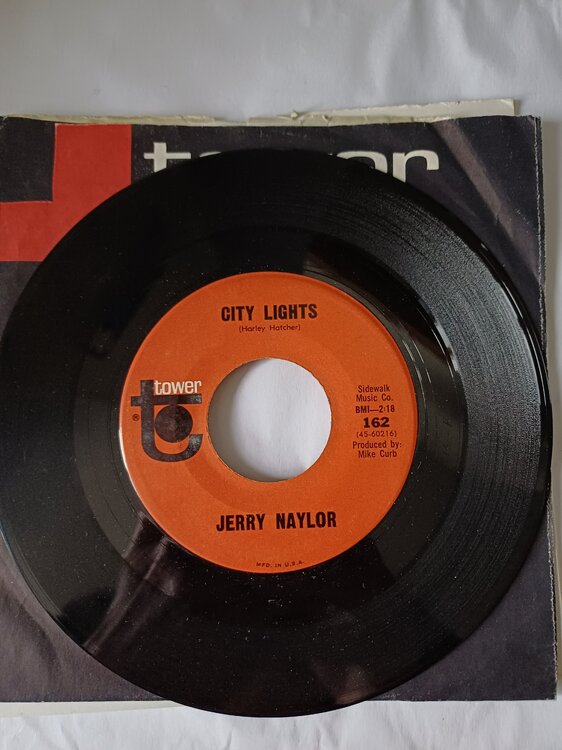 tower
CITY LIGHTS
(Harley Hatcher)
tower
®
Sidewalk
Music Co.
BMI—2:18
162
(45-60216)
Produced by:
Mike Curb
JERRY NAYLOR
MFD. IN U.S.A.